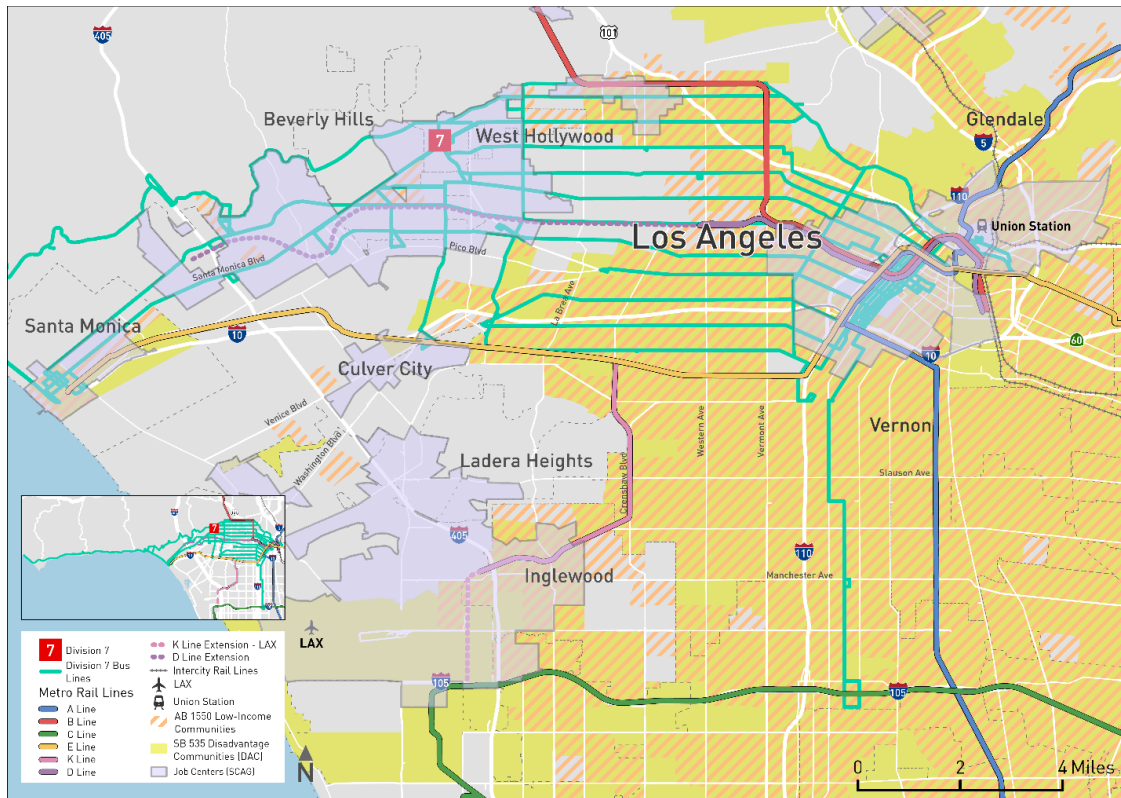 405
101
Beverly Hills
Glendale
7
West Hollywood
5
110
Union Station
Los Angeles
Pico Blvd
Santa Monica Blvd
La Brea Ave
Santa Monica
10
60
10
Culver City
Venice Blvd
Washington Blvd
Western Ave
Vermont Ave
Vernon
Ladera Heights
Slauson Ave
Crenshaw Blvd
405
110
Inglewood
Manchester Ave
7
LAX
105
105
7 Division 7
Division 7 Bus
Lines
Metro Rail Lines
A Line
B Line
C Line
E Line
K Line
D Line
K Line Extension - LAX
D Line Extension
Intercity Rail Lines
LAX
Union Station
AB 1550 Low-Income
Communities
SB 535 Disadvantage
Communities (DAC)
Job Centers (SCAG)
N
0 2 4 Miles